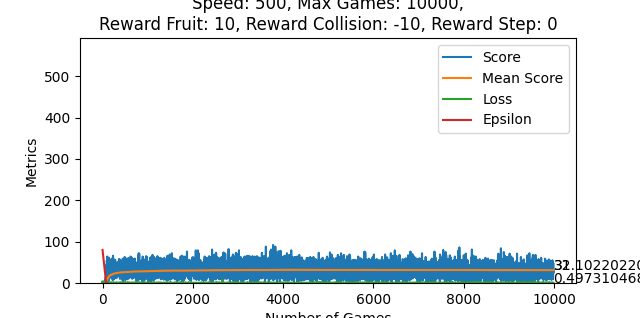 Speed: 500, Max Games: 10000,
Reward Fruit: 10, Reward Collision: -10, Reward Step: 0
Score
Mean Score
Loss
Epsilon
Metrics
500
400
300
200
100
0
0
2000
4000
6000
8000
10000
Number of Games